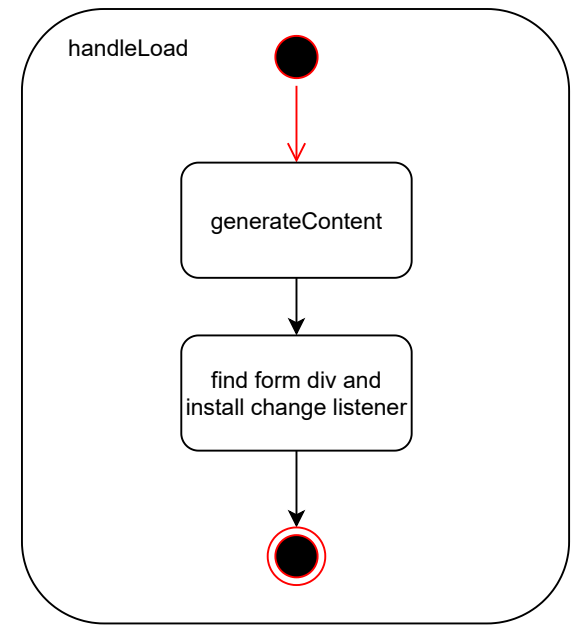 handleLoad
generateContent
find form div and
install change listener